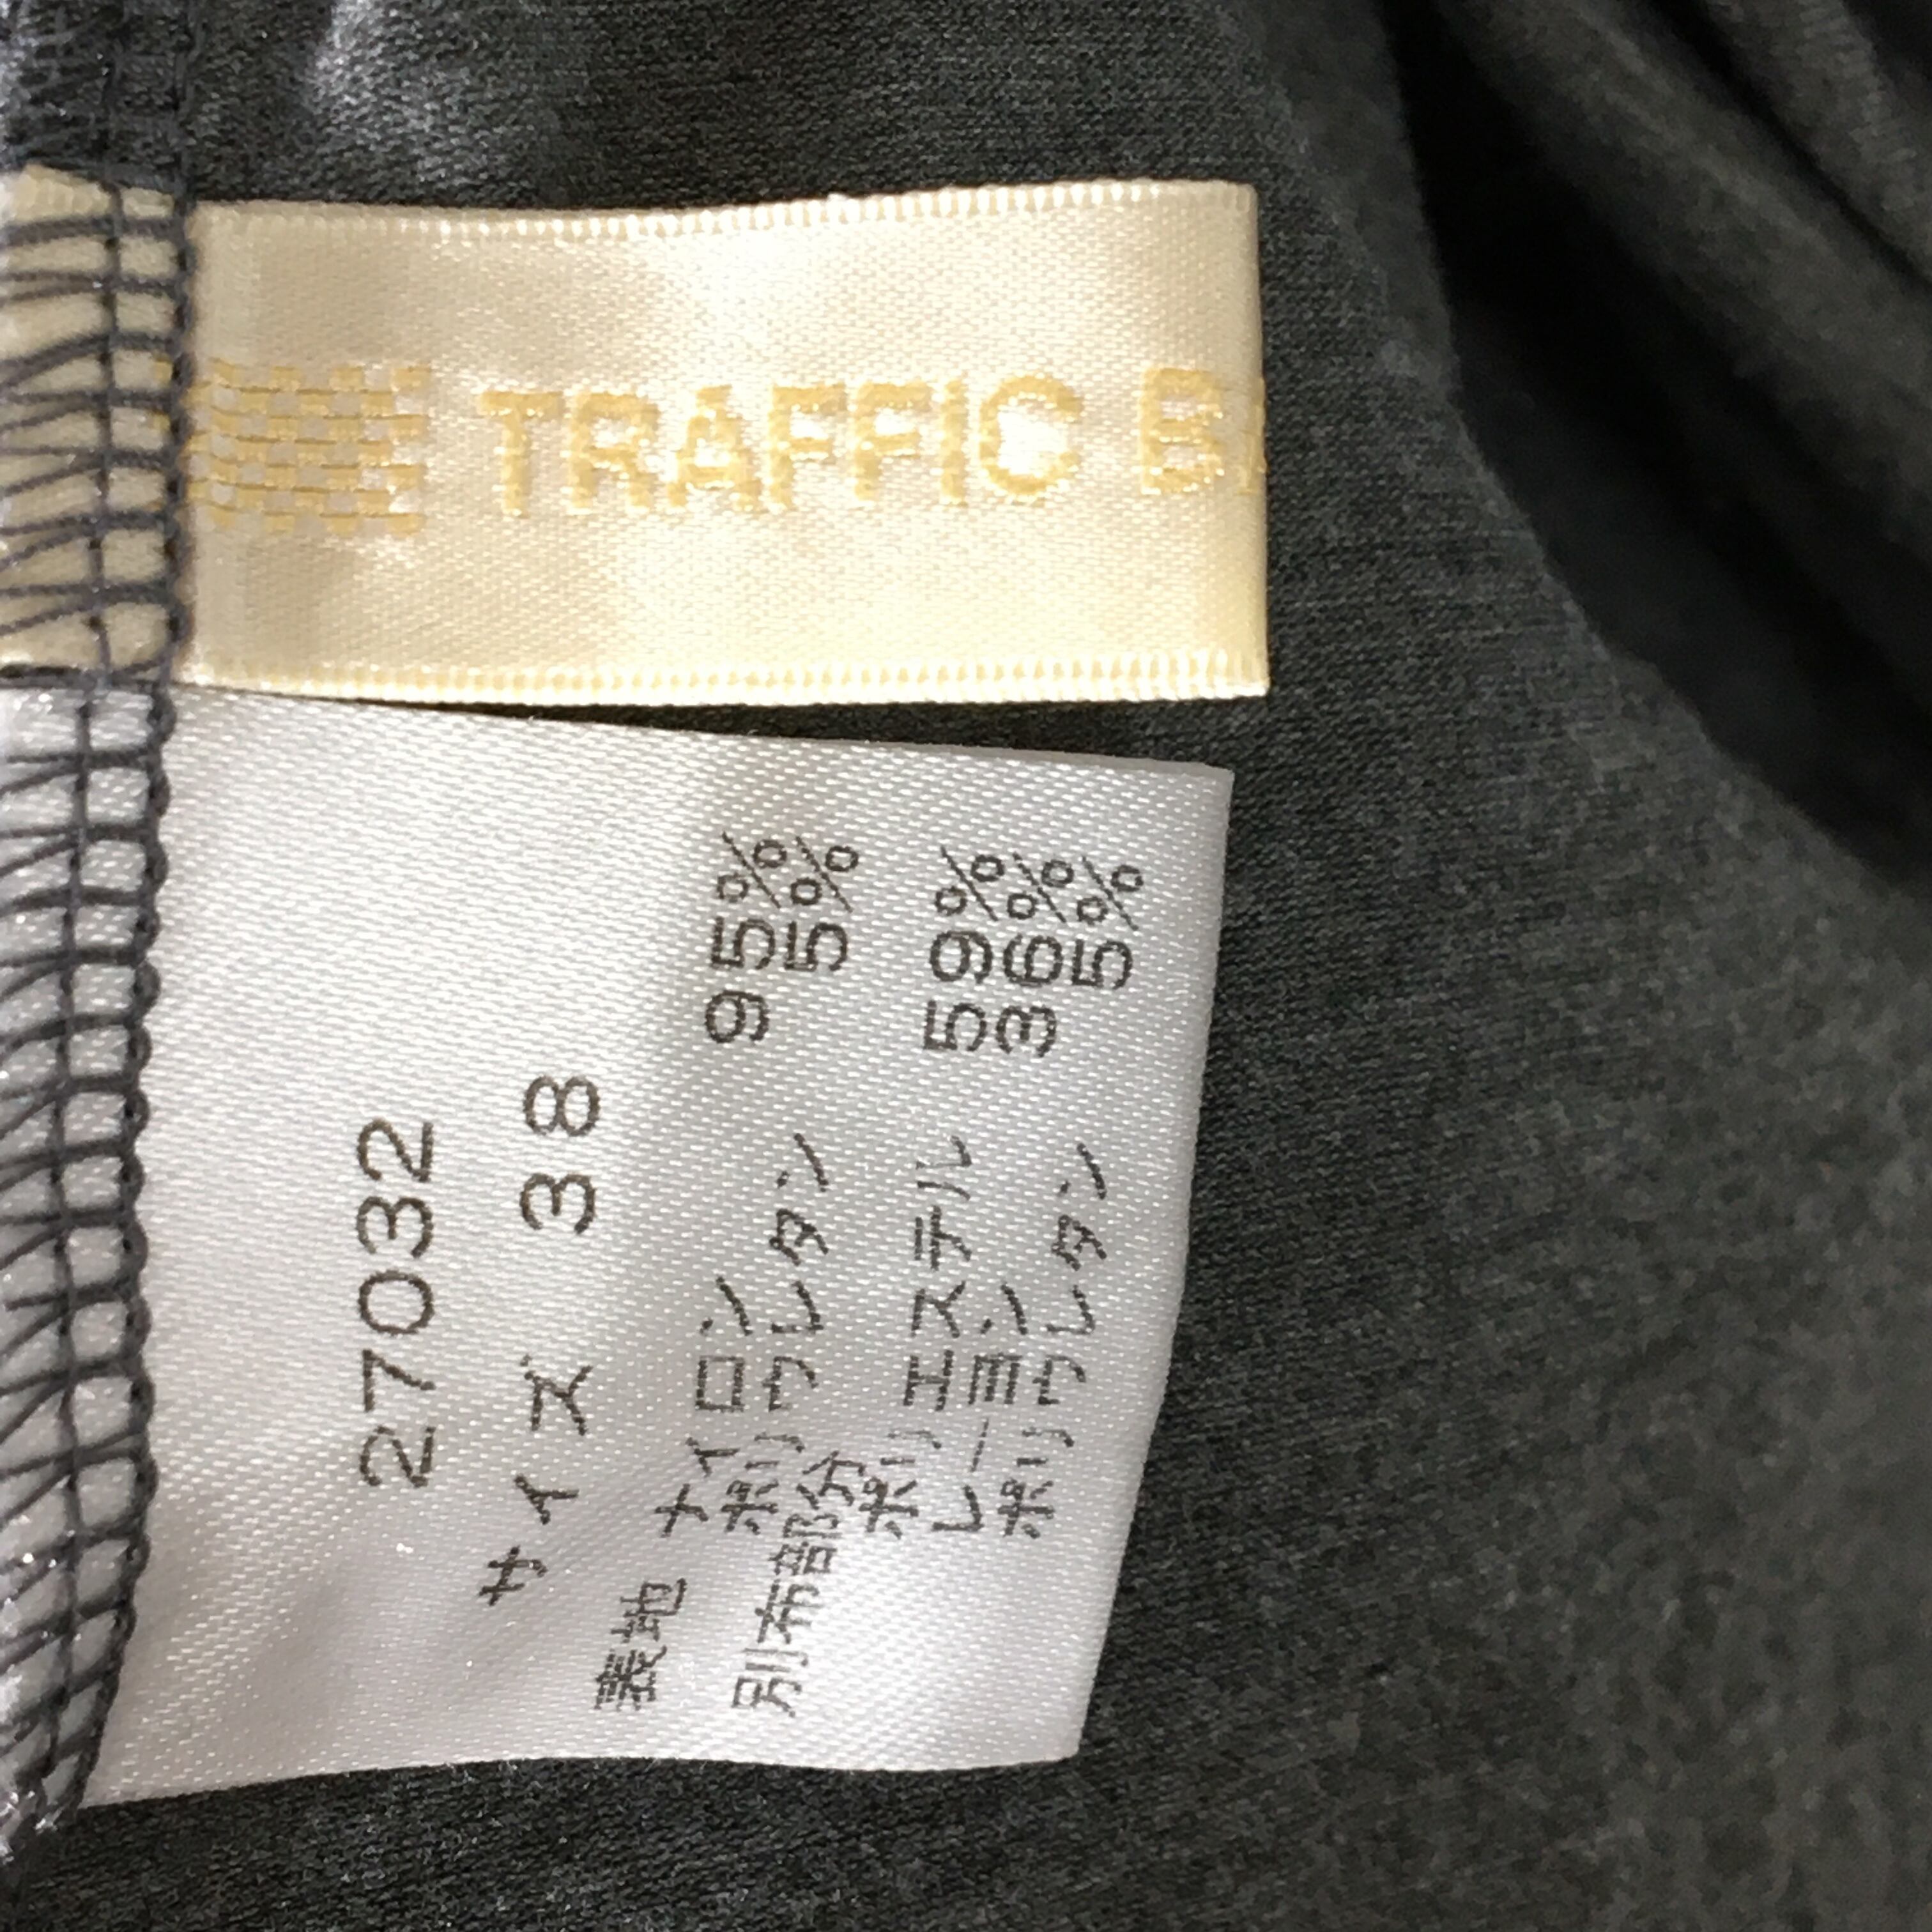 TRAFFIC B
27032
サイズ 38
表地 ナイロン 95%
ポリウレタン 5%
別布部分
ポリエステル 59%
レーヨン 36%
ポリウレタン 5%